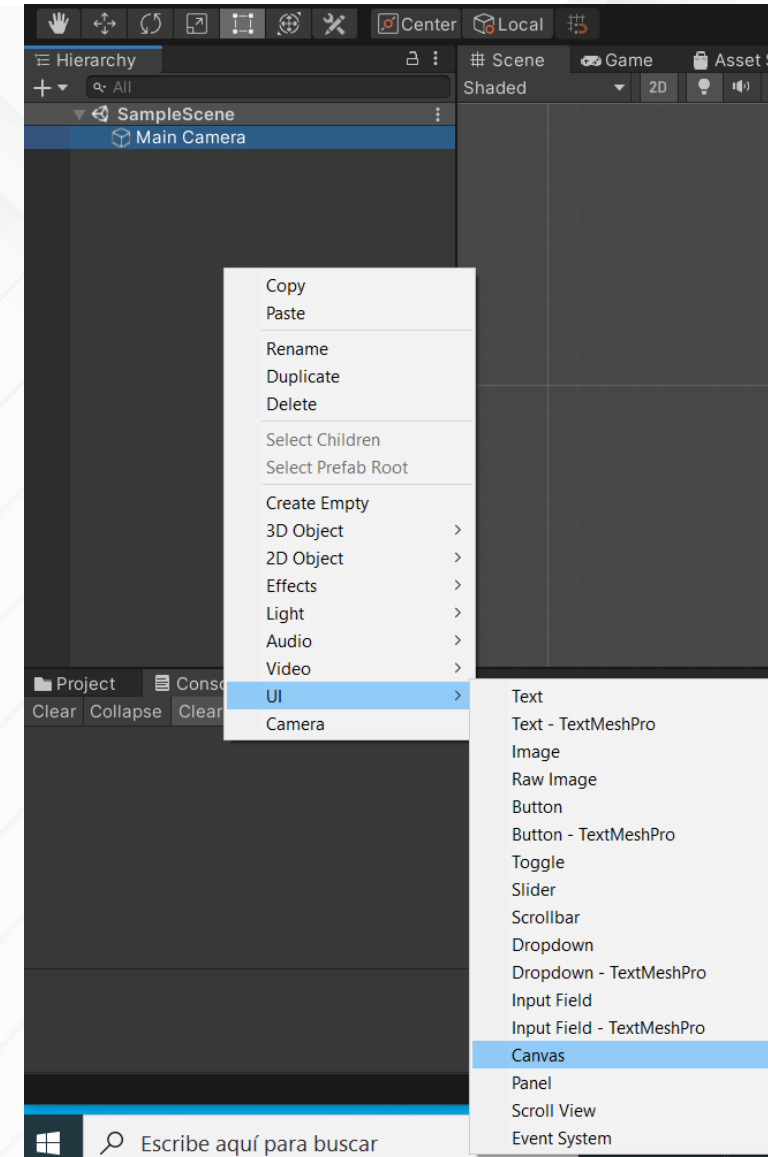 Center Local
Hierarchy
All
SampleScene
Main Camera
# Scene Game Asset
Shaded 2D
Copy
Paste
Rename
Duplicate
Delete
Select Children
Select Prefab Root
Create Empty
3D Object
2D Object
Effects
Light
Audio
Video
UI
Camera
Project
Clear Collapse Clear
Text
Text - TextMeshPro
Image
Raw Image
Button
Button - TextMeshPro
Toggle
Slider
Scrollbar
Dropdown
Dropdown - TextMeshPro
Input Field
Input Field - TextMeshPro
Canvas
Panel
Scroll View
Event System
Escribe aquí para buscar